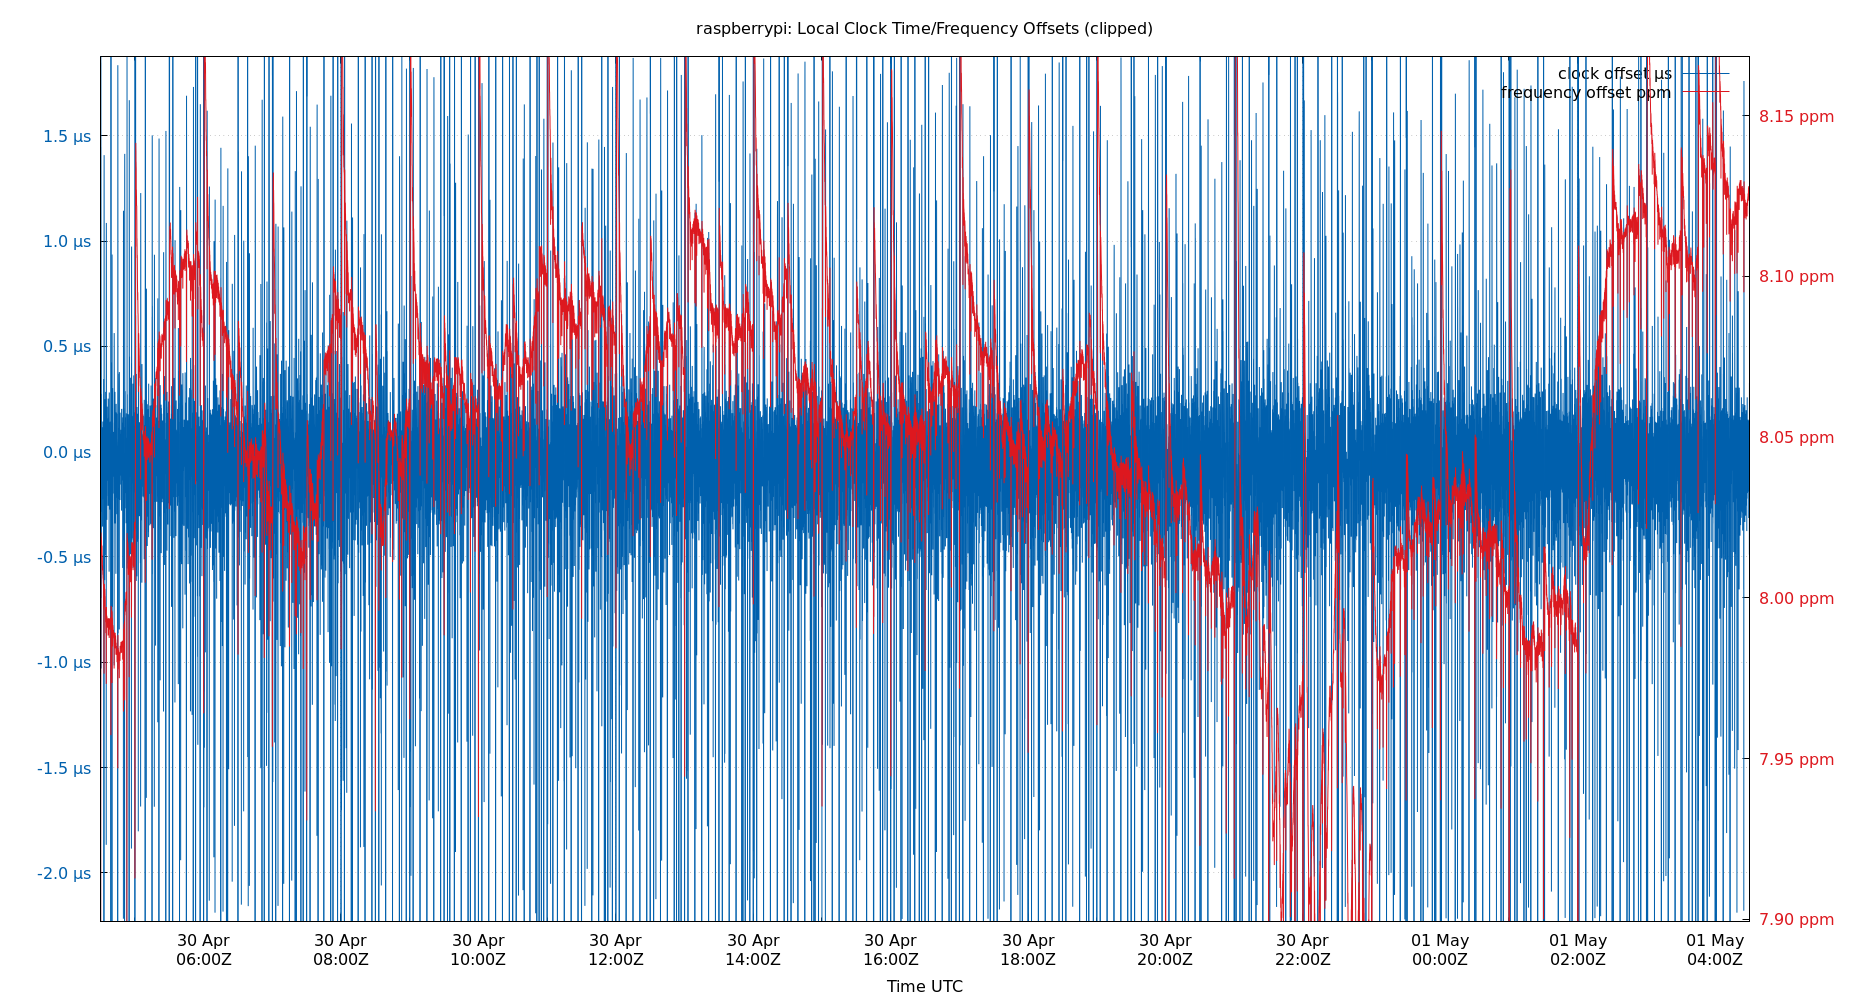 raspberrypi: Local Clock Time/Frequency Offsets (clipped)
clock offset µs
frequency offset ppm
1.5 µs
1.0 µs
0.5 µs
0.0 µs
-0.5 µs
-1.0 µs
-1.5 µs
-2.0 µs
8.15 ppm
8.10 ppm
8.05 ppm
8.00 ppm
7.95 ppm
7.90 ppm
30 Apr 30 Apr 30 Apr 30 Apr 30 Apr 30 Apr 30 Apr 30 Apr 30 Apr 01 May 01 May 01 May
06:00Z 08:00Z 10:00Z 12:00Z 14:00Z 16:00Z 18:00Z 20:00Z 22:00Z 00:00Z 02:00Z 04:00Z
Time UTC